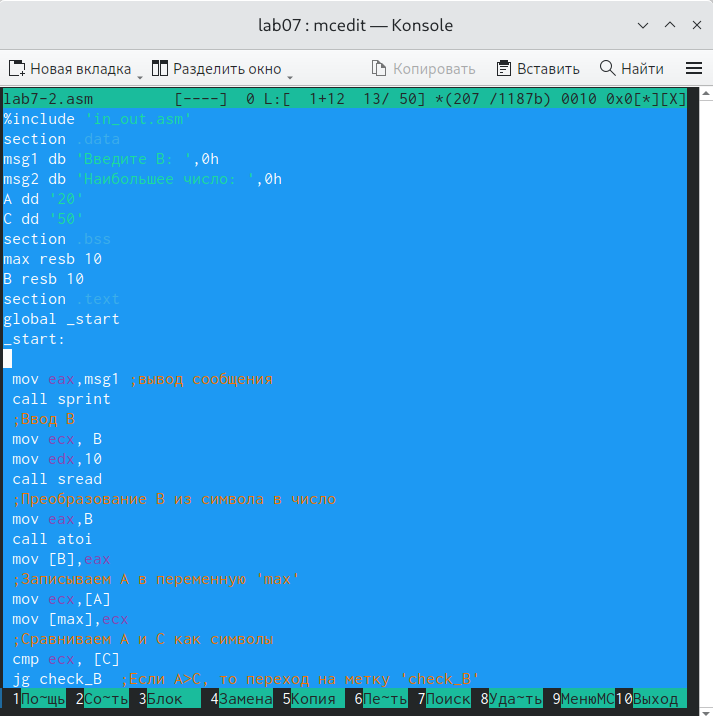 lab07 : mcedit — Konsole
Новая вкладка Разделить окно Копировать Вставить Найти
lab7-2.asm [----] 0 L:[ 1+12 13/ 50] *(207 /1187b) 0010 0x0[*][X]
%include 'in_out.asm'
section .data
msg1 db 'Введите B: ',0h
msg2 db 'Наибольшее число: ',0h
A dd '20'
C dd '50'
section .bss
max resb 10
B resb 10
section .text
global _start
_start:
mov eax,msg1 ;вывод сообщения
call sprint
;Ввод B
mov ecx, B
mov edx,10
call sread
;Преобразование B из символа в число
mov eax,B
call atoi
mov [B],eax
;Записываем A в переменную 'max'
mov ecx,[A]
mov [max],ecx
;Сравниваем A и C как символы
cmp ecx, [C]
jg check_B ;Если A>C, то переход на метку 'check_B'
1По~щь 2Со~ть 3Блок 4Замена 5Копия 6Пе~ть 7Поиск 8Уда~ть 9МенюMC 10Выход